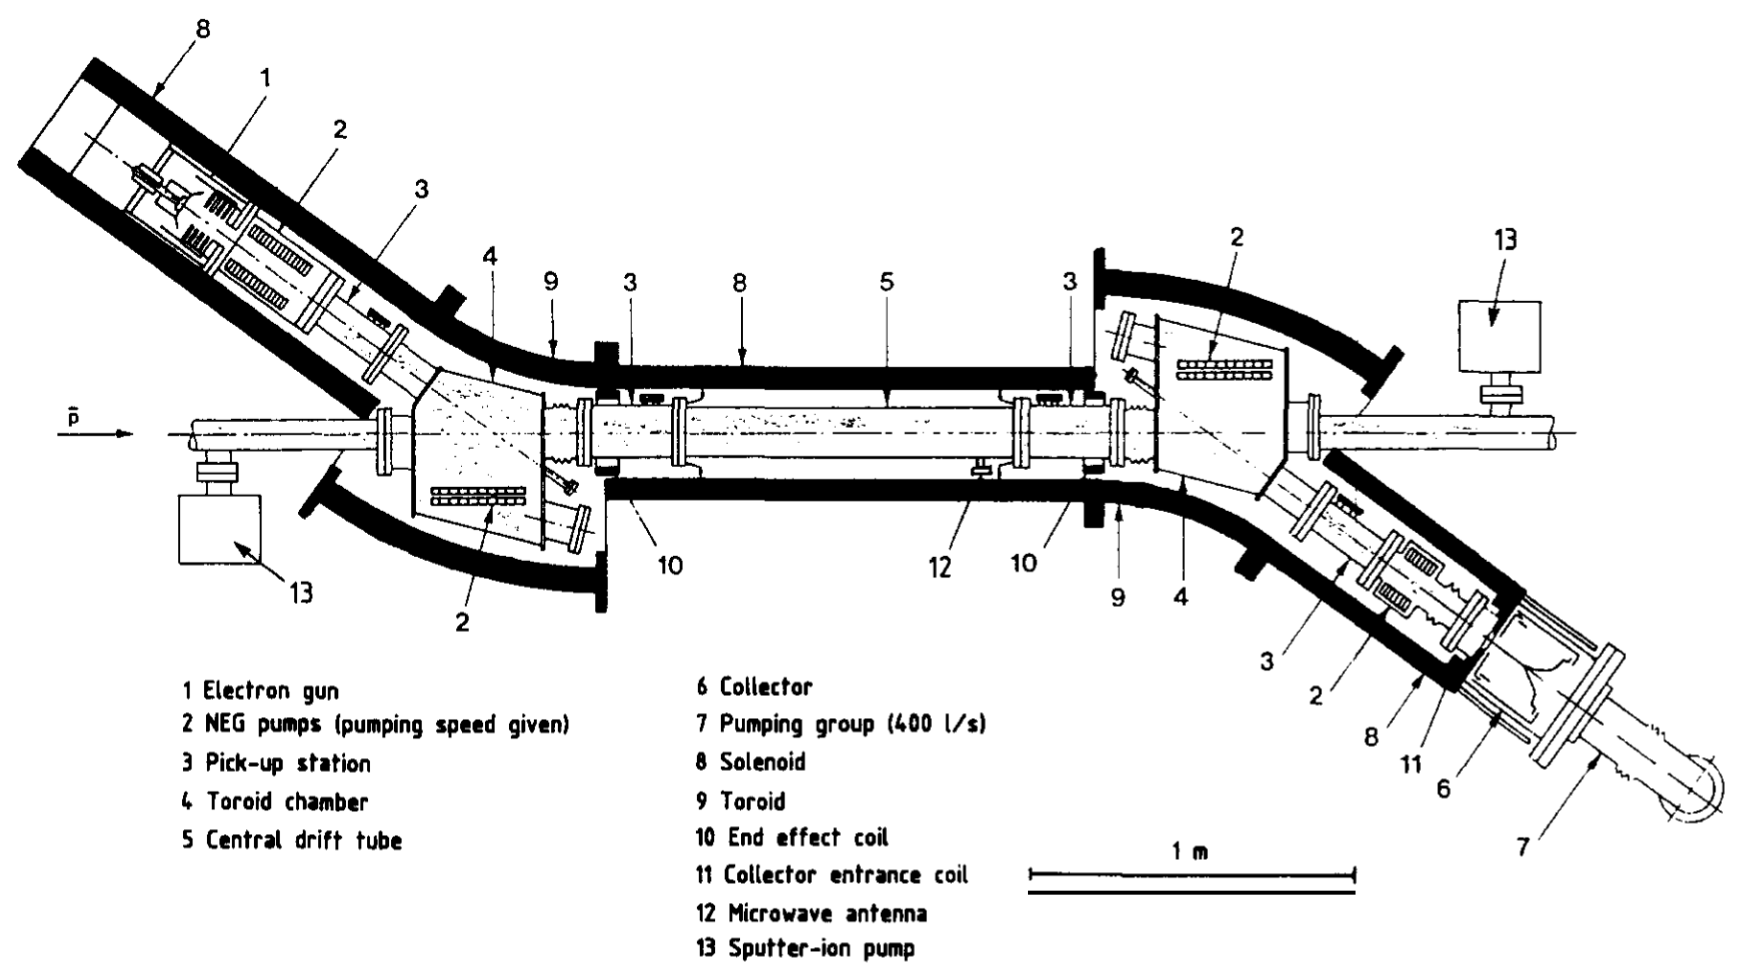 8
1
2
3
4
9
3
8
5
3
2
13
p̄
10
12
10
9
4
13
2
3
2
8
11
6
7
1 Electron gun
2 NEG pumps (pumping speed given)
3 Pick-up station
4 Toroid chamber
5 Central drift tube
6 Collector
7 Pumping group (400 l/s)
8 Solenoid
9 Toroid
10 End effect coil
11 Collector entrance coil
12 Microwave antenna
13 Sputter-ion pump
1 m